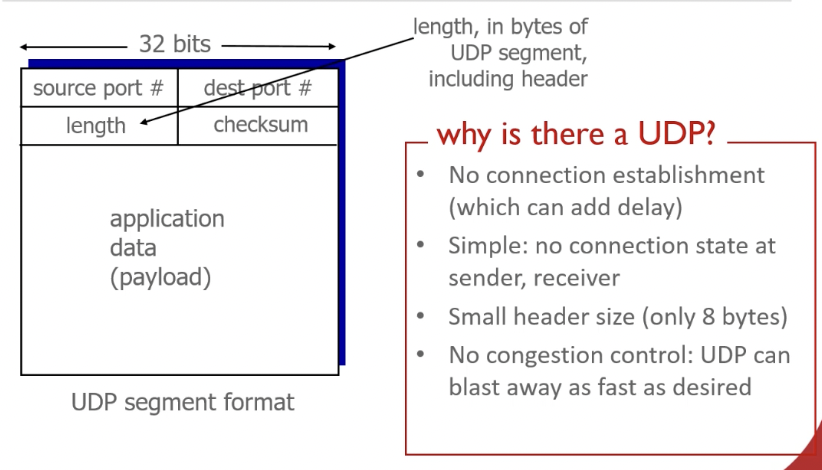 32 bits
source port #
dest port #
length
checksum
application
data
(payload)
UDP segment format
length, in bytes of
UDP segment,
including header
why is there a UDP?
• No connection establishment
(which can add delay)
• Simple: no connection state at
sender, receiver
• Small header size (only 8 bytes)
• No congestion control: UDP can
blast away as fast as desired